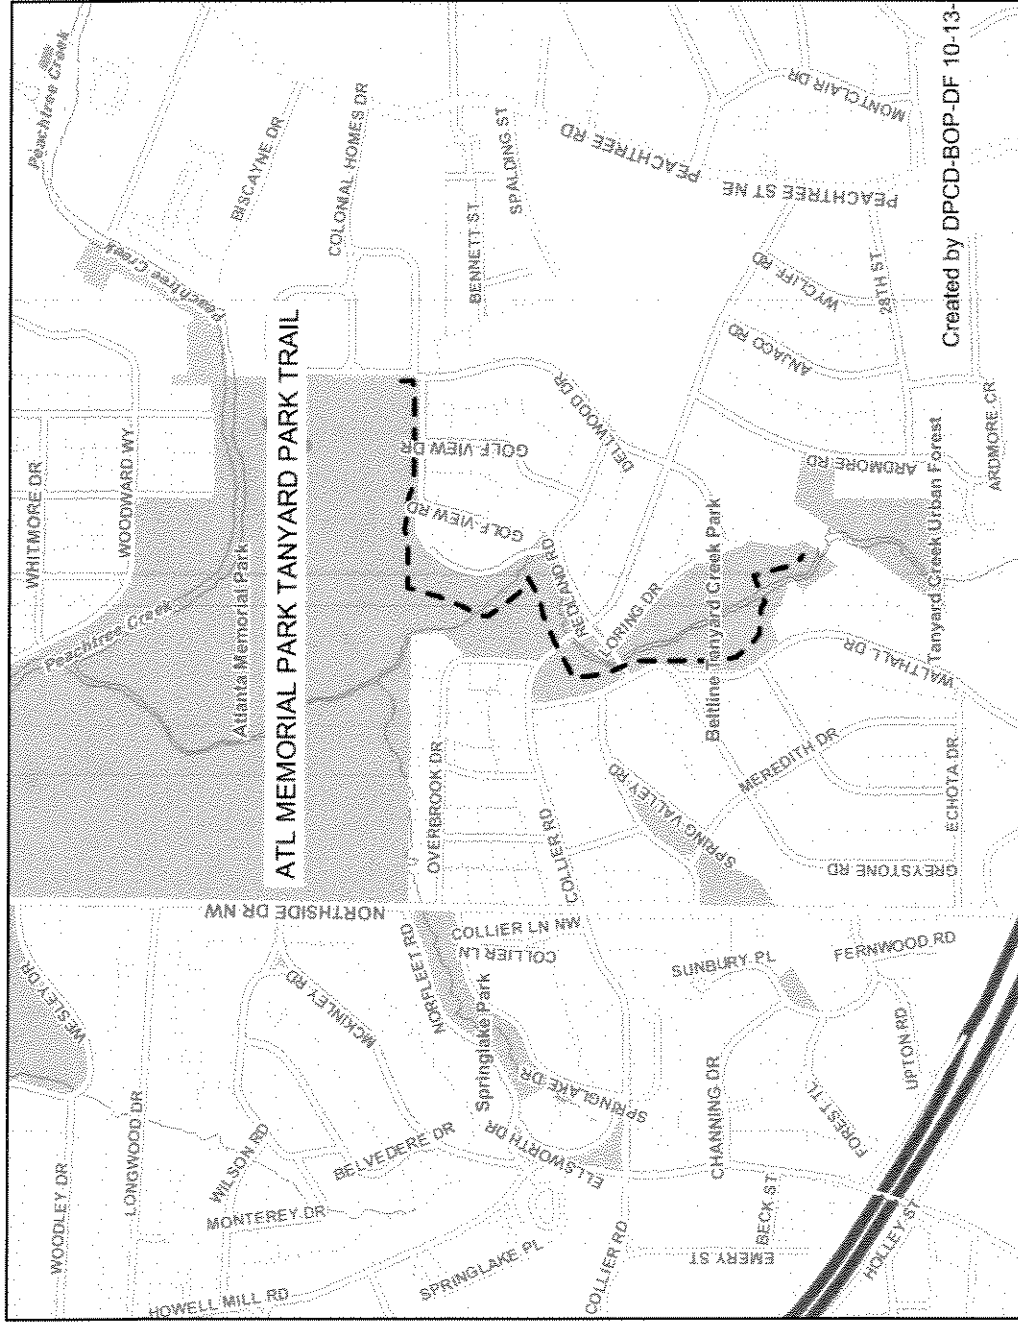 ATL MEMORIAL PARK TANYARD PARK TRAIL
Peachtree Creek
Peachtree Creek
Peachtree Creek
Peachtree Creek
WESLEY DR
WOODLEY DR
LONGWOOD DR
WILSON RD
MONTEREY DR
HOWELL MILL RD
BELVEDERE DR
MCKINLEY RD
NORTHSIDE DR NW
WHITMORE DR
WOODWARD WY
Atlanta Memorial Park
BISCAYNE DR
COLONIAL HOMES DR
BENNETT ST
SPALDING ST
PEACHTREE RD
PEACHTREE ST NE
MONTCLAIR DR
GOLF VIEW DR
GOLF VIEW RD
DELLWOOD DR
REDLAND RD
LORING DR
OVERBROOK DR
COLLIER RD
NORFLEET RD
Springlake Park
SPRINGLAKE DR
ELLSWORTH DR
SPRINGLAKE PL
COLLIER RD
EMERY ST
BECK ST
CHANNING DR
COLLIER LN NW
COLLIER LN
SUNBURY PL
FERNWOOD RD
UPTON RD
FOREST TL
HOLLEY ST
SPRING VALLEY RD
MEREDITH DR
GREYSTONE RD
ECHOTA DR
WALTHALL DR
Beltline Tanyard Creek Park
Tanyard Creek Urban Forest
ARDMORE RD
ARDMORE CR
ANJACO RD
WYCLIFF RD
28TH ST
Created by DPCD-BOP-DF 10-13-